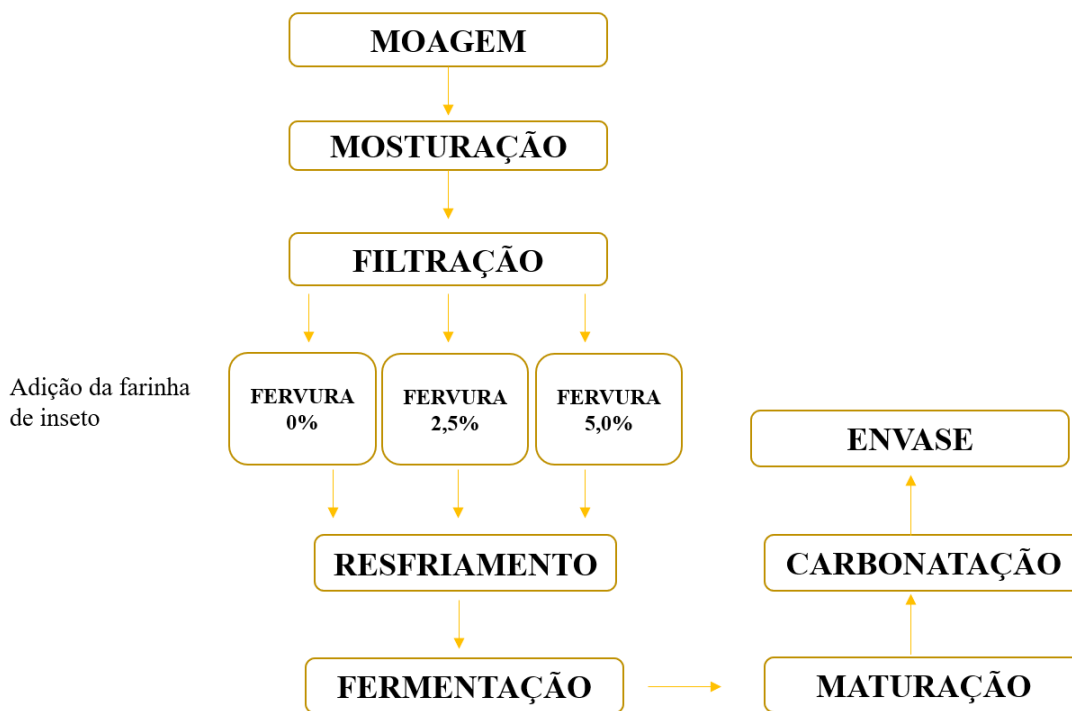 MOAGEM
MOSTURAÇÃO
FILTRAÇÃO
Adição da farinha
de inseto
FERVURA
0%
FERVURA
2,5%
FERVURA
5,0%
RESFRIAMENTO
FERMENTAÇÃO
MATURAÇÃO
CARBONATAÇÃO
ENVASE